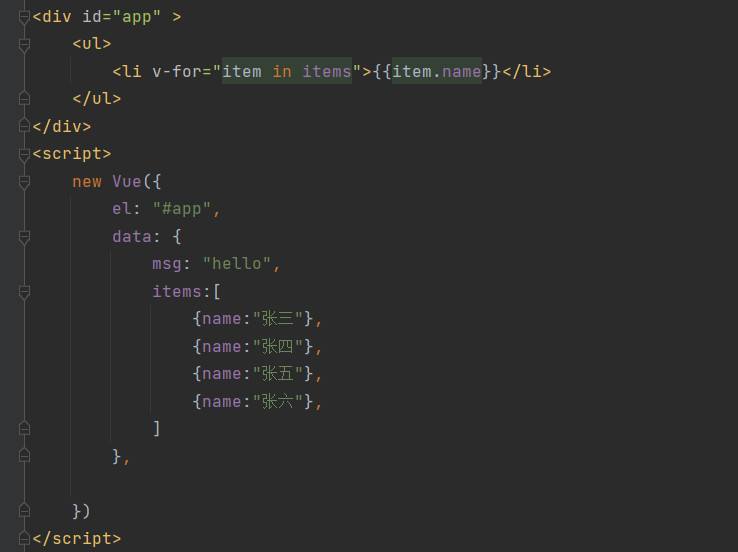 <div id="app" >
<ul>
<li v-for="item in items">{{item.name}}</li>
</ul>
</div>
<script>
new Vue({
el: "#app",
data: {
msg: "hello",
items:[
{name:"张三"},
{name:"张四"},
{name:"张五"},
{name:"张六"},
]
},
})
</script>